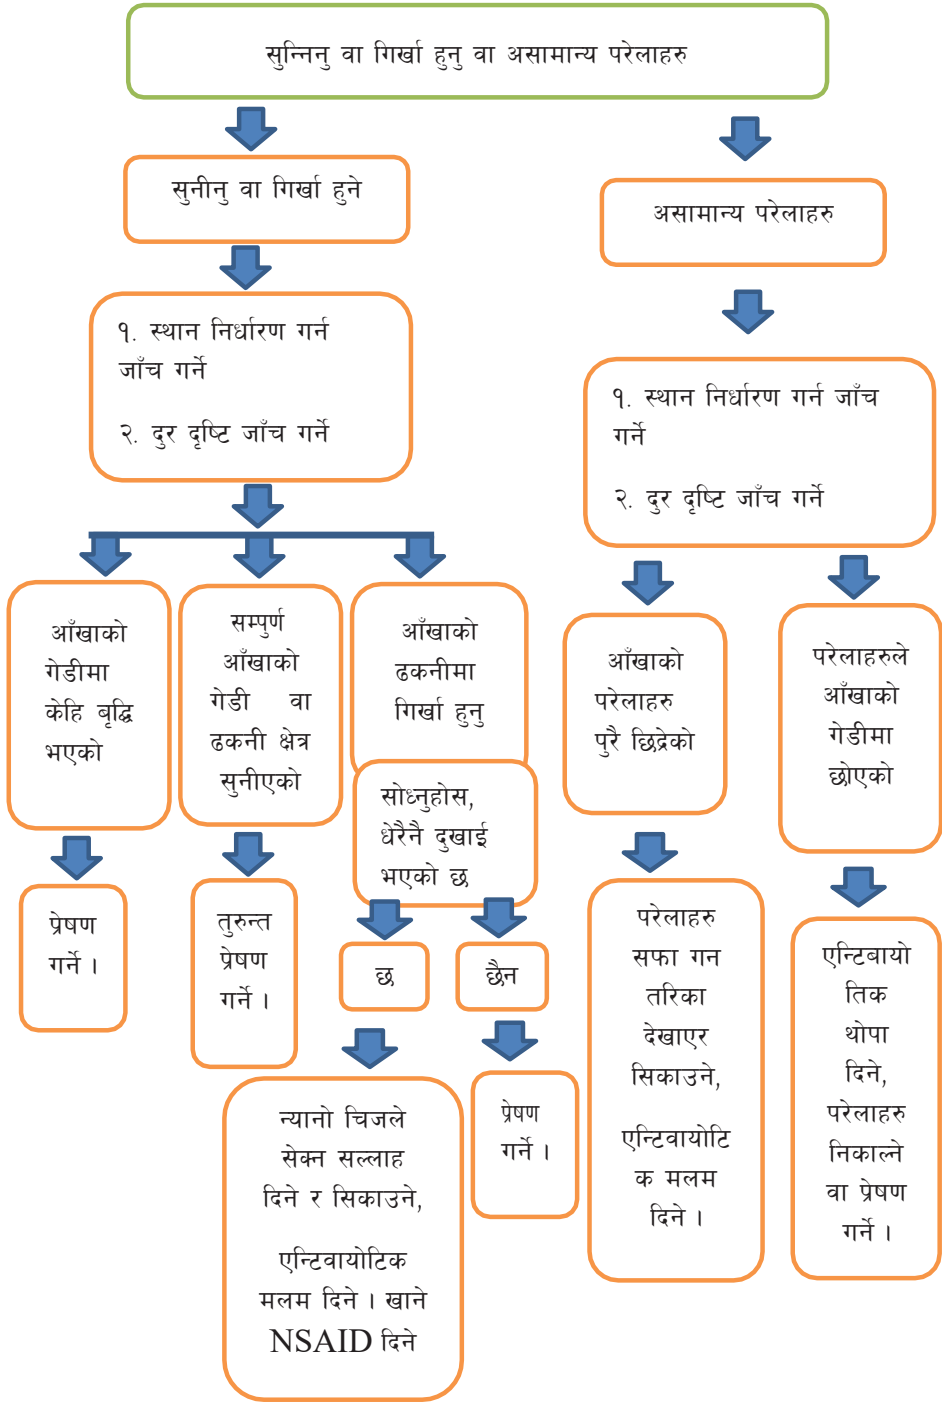 सुन्निनु वा गिर्खा हुनु वा असामान्य परेलाहरु
सुनीनु वा गिर्खा हुने
असामान्य परेलाहरु
१. स्थान निर्धारण गर्न
जाँच गर्ने
२. दुर दृष्टि जाँच गर्ने
१. स्थान निर्धारण गर्न जाँच
गर्ने
२. दुर दृष्टि जाँच गर्ने
आँखाको
गेडीमा
केहि बृद्धि
भएको
सम्पुर्ण
आँखाको
गेडी वा
ढकनी क्षेत्र
सुनीएको
आँखाको
ढकनीमा
गिर्खा हुनु
सोध्नुहोस,
धेरैनै दुखाई
भएको छ
आँखाको
परेलाहरु
पुरै छिद्रेको
परेलाहरुले
आँखाको
गेडीमा
छोएको
प्रेषण
गर्ने ।
तुरुन्त
प्रेषण
गर्ने ।
छ
छैन
न्यानो चिजले
सेक्न सल्लाह
दिने र सिकाउने,
एन्टिवायोटिक
मलम दिने । खाने
NSAID दिने
प्रेषण
गर्ने ।
परेलाहरु
सफा गन
तरिका
देखाएर
सिकाउने,
एन्टिवायोटि
क मलम
दिने ।
एन्टिबायो
तिक
थोपा
दिने,
परेलाहरु
निकाल्ने
वा प्रेषण
गर्ने ।